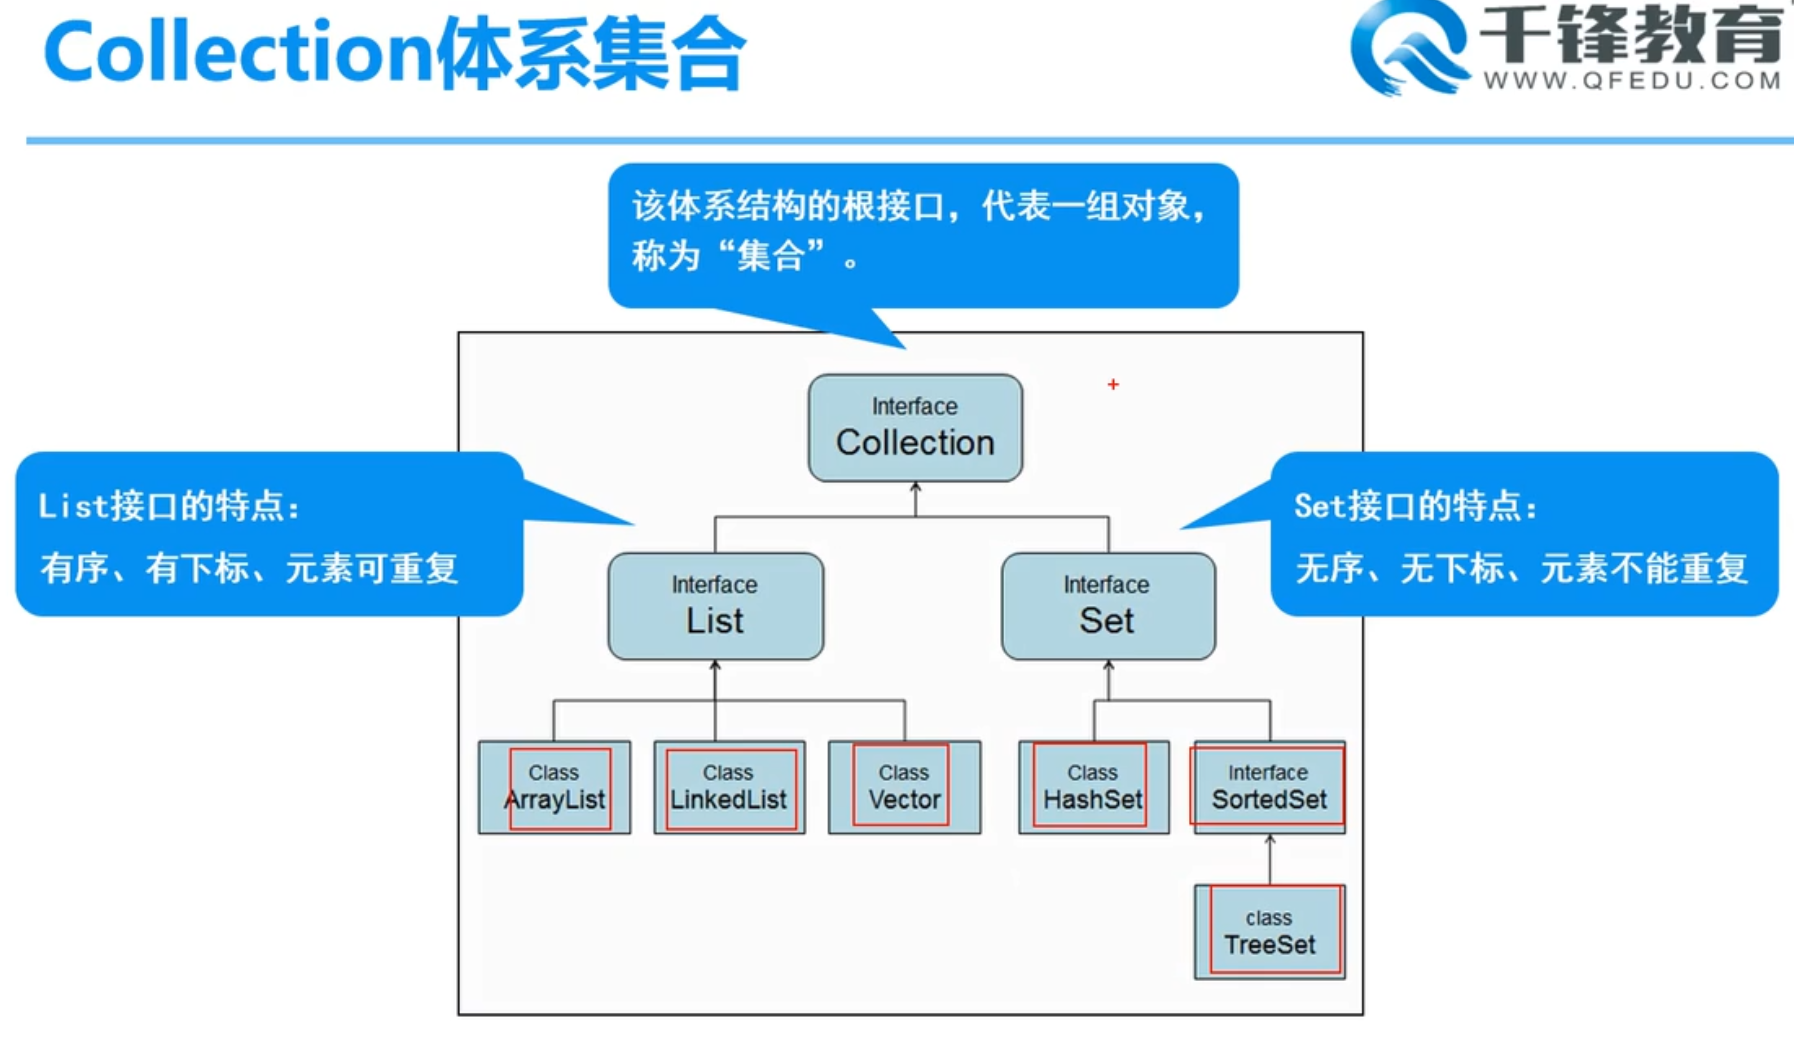 Collection体系集合
千锋教育
WWW.QFEDU.COM
该体系结构的根接口，代表一组对象，
称为“集合”。
Interface
Collection
List接口的特点：
有序、有下标、元素可重复
Set接口的特点：
无序、无下标、元素不能重复
Interface
List
Interface
Set
Class
ArrayList
Class
LinkedList
Class
Vector
Class
HashSet
Interface
SortedSet
class
TreeSet